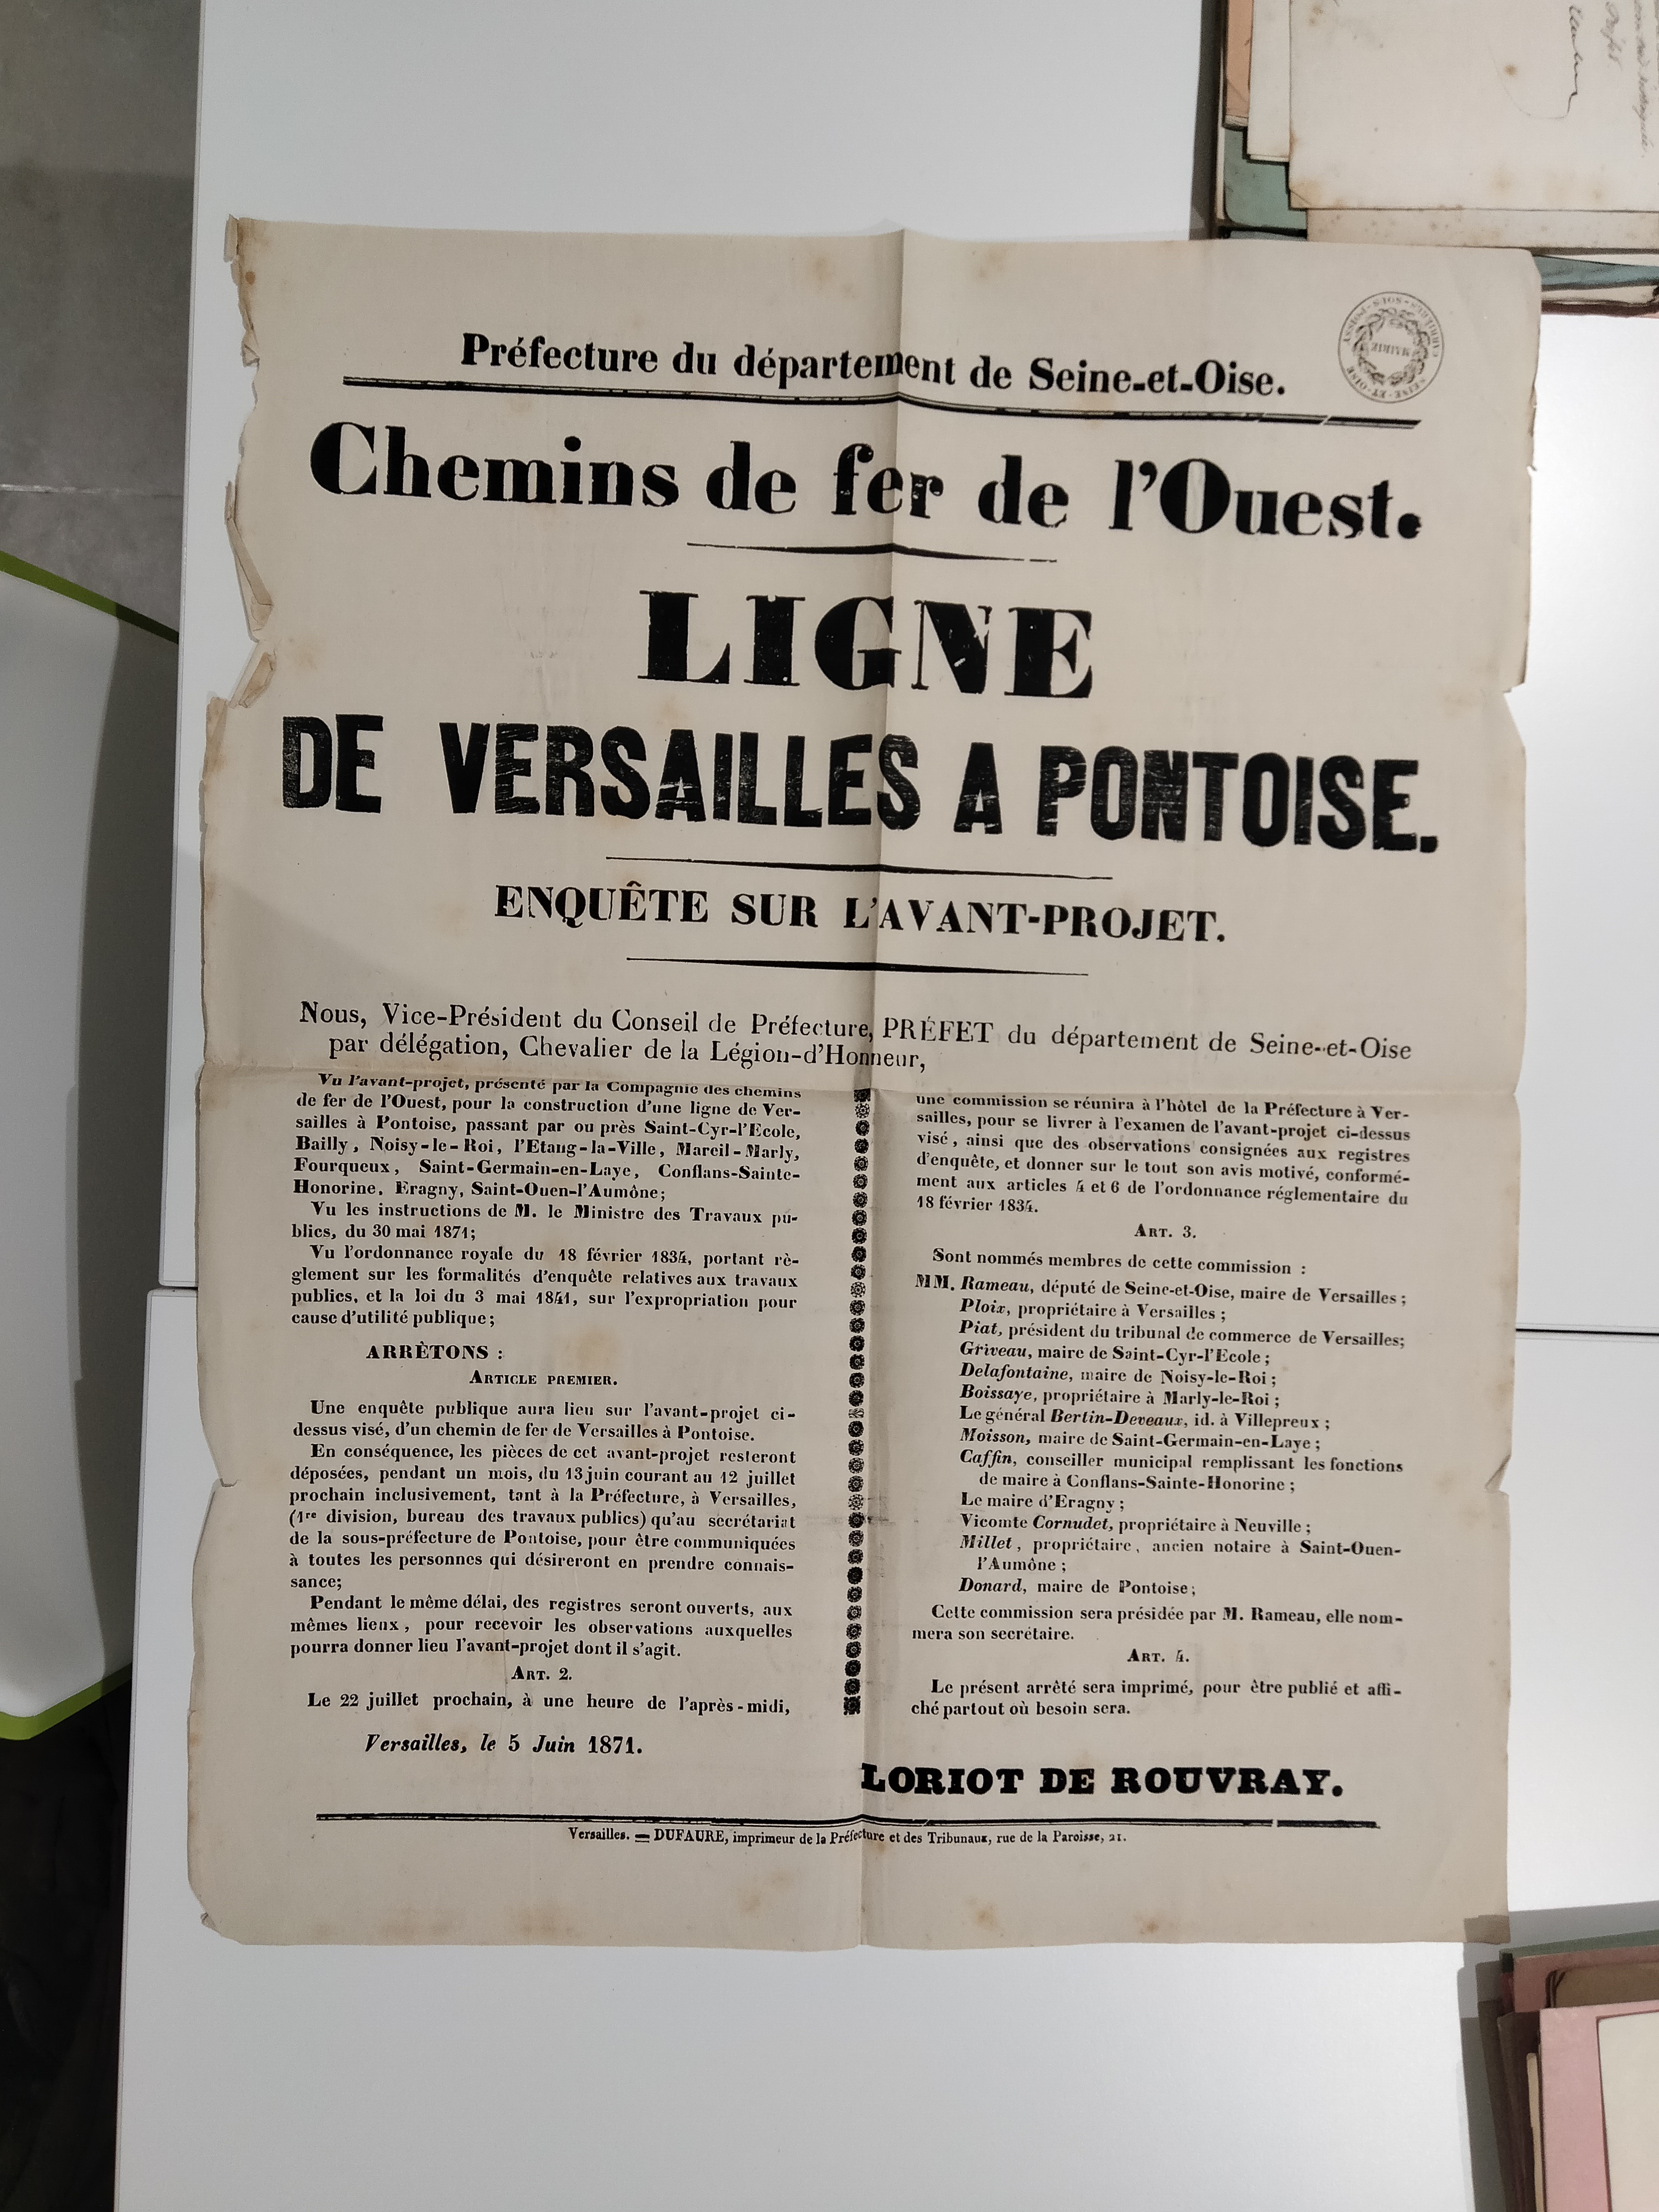 Préfecture du département de Seine-et-Oise.
MAIRIE
CARRIERES-SOUS-POISSY
SEINE-ET-OISE
Chemins de fer de l'Ouest.
LIGNE
DE VERSAILLES A PONTOISE.
ENQUÊTE SUR L'AVANT-PROJET.
Nous, Vice-Président du Conseil de Préfecture, PRÉFET du département de Seine-et-Oise
par délégation, Chevalier de la Légion-d'Honneur,
Vu l'avant-projet, présenté par la Compagnie des chemins
de fer de l'Ouest, pour la construction d'une ligne de Ver-
sailles à Pontoise, passant par ou près Saint-Cyr-l'Ecole,
Bailly, Noisy-le-Roi, l'Etang-la-Ville, Mareil-Marly,
Fourqueux, Saint-Germain-en-Laye, Conflans-Sainte-
Honorine, Eragny, Saint-Ouen-l'Aumône;
Vu les instructions de M. le Ministre des Travaux pu-
blics, du 30 mai 1871;
Vu l'ordonnance royale du 18 février 1834, portant rè-
glement sur les formalités d'enquête relatives aux travaux
publics, et la loi du 3 mai 1841, sur l'expropriation pour
cause d'utilité publique;
ARRÊTONS :
ARTICLE PREMIER.
Une enquête publique aura lieu sur l'avant-projet ci-
dessus visé, d'un chemin de fer de Versailles à Pontoise.
En conséquence, les pièces de cet avant-projet resteront
déposées, pendant un mois, du 13 juin courant au 12 juillet
prochain inclusivement, tant à la Préfecture, à Versailles,
(1re division, bureau des travaux publics) qu'au secrétariat
de la sous-préfecture de Pontoise, pour être communiquées
à toutes les personnes qui désireront en prendre connais-
sance;
Pendant le même délai, des registres seront ouverts, aux
mêmes lieux, pour recevoir les observations auxquelles
pourra donner lieu l'avant-projet dont il s'agit.
ART. 2.
Le 22 juillet prochain, à une heure de l'après-midi,
une commission se réunira à l'hôtel de la Préfecture à Ver-
sailles, pour se livrer à l'examen de l'avant-projet ci-dessus
visé, ainsi que des observations consignées aux registres
d'enquête, et donner sur le tout son avis motivé, conformé-
ment aux articles 4 et 6 de l'ordonnance réglementaire du
18 février 1834.
ART. 3.
Sont nommés membres de cette commission :
MM. Rameau, député de Seine-et-Oise, maire de Versailles;
Ploix, propriétaire à Versailles;
Piat, président du tribunal de commerce de Versailles;
Griveau, maire de Saint-Cyr-l'Ecole;
Delafontaine, maire de Noisy-le-Roi;
Boissaye, propriétaire à Marly-le-Roi;
Le général Bertin-Deveaux, id. à Villepreux;
Moisson, maire de Saint-Germain-en-Laye;
Caffin, conseiller municipal remplissant les fonctions
de maire à Conflans-Sainte-Honorine;
Le maire d'Eragny;
Vicomte Cornudet, propriétaire à Neuville;
Millet, propriétaire, ancien notaire à Saint-Ouen-
l'Aumône;
Donard, maire de Pontoise;
Cette commission sera présidée par M. Rameau, elle nom-
mera son secrétaire.
ART. 4.
Le présent arrêté sera imprimé, pour être publié et affi-
ché partout où besoin sera.
Versailles, le 5 Juin 1871.
LORIOT DE ROUVRAY.
Versailles. — DUFAURE, imprimeur de la Préfecture et des Tribunaux, rue de la Paroisse, 21.